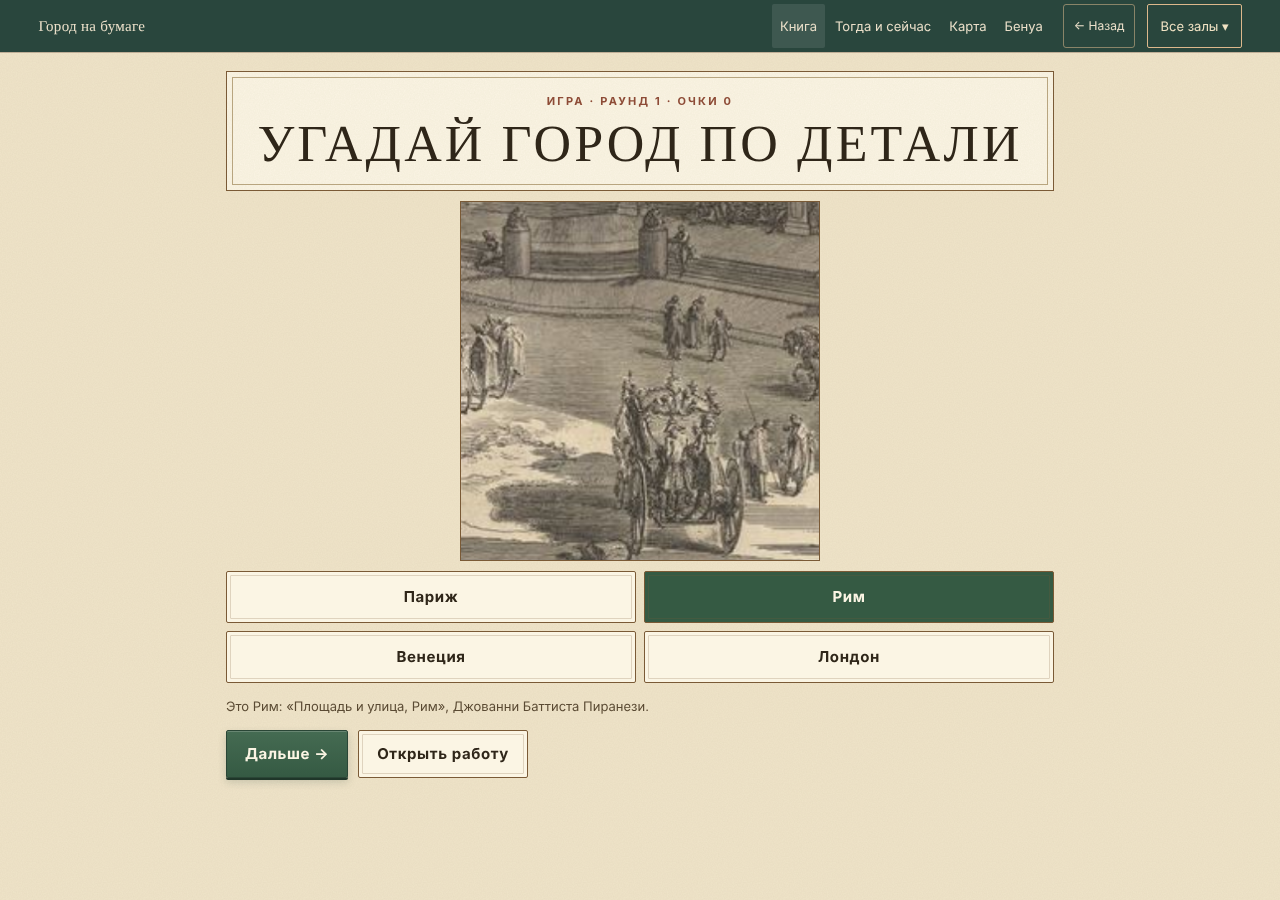 Город на бумаге
Книга
Тогда и сейчас
Карта
Бенуа
← Назад
Все залы ▾
ИГРА · РАУНД 1 · ОЧКИ 0
УГАДАЙ ГОРОД ПО ДЕТАЛИ
Париж
Рим
Венеция
Лондон
Это Рим: «Площадь и улица, Рим», Джованни Баттиста Пиранези.
Дальше →
Открыть работу